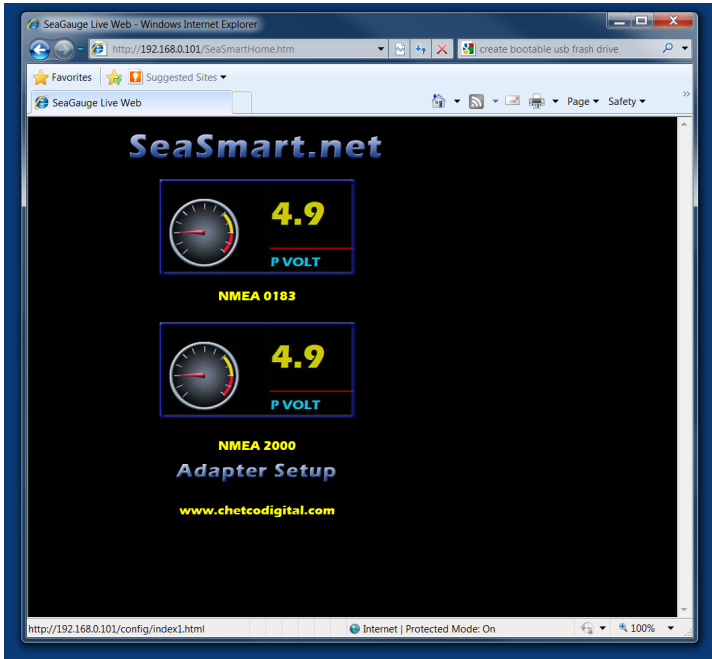 SeaGauge Live Web - Windows Internet Explorer
http://192.168.0.101/SeaSmartHome.htm
create bootable usb frash drive
Favorites Suggested Sites
SeaGauge Live Web Page Safety »
SeaSmart.net
4.9
P VOLT
NMEA 0183
4.9
P VOLT
NMEA 2000
Adapter Setup
www.chetcodigital.com
http://192.168.0.101/config/index1.html Internet | Protected Mode: On 100%